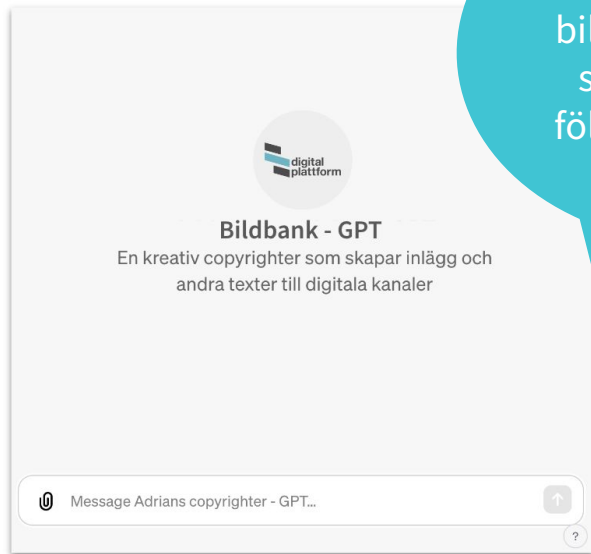 digital
plattform
Bildbank - GPT
En kreativ copyrighter som skapar inlägg och
andra texter till digitala kanaler
Message Adrians copyrighter - GPT...
?